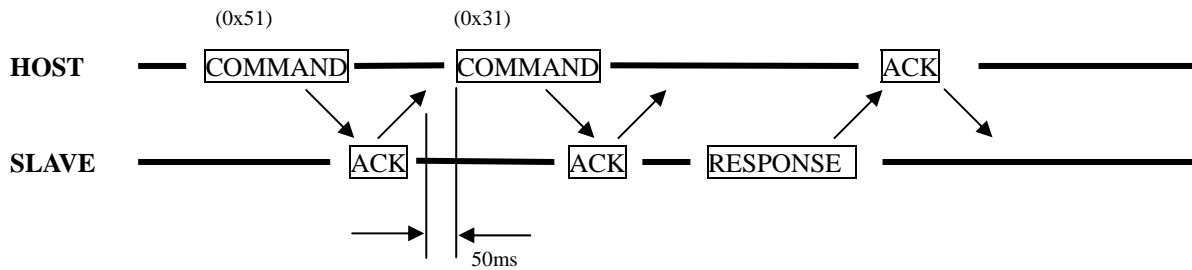 (0x51) (0x31)
HOST COMMAND COMMAND ACK
SLAVE ACK ACK RESPONSE
50ms